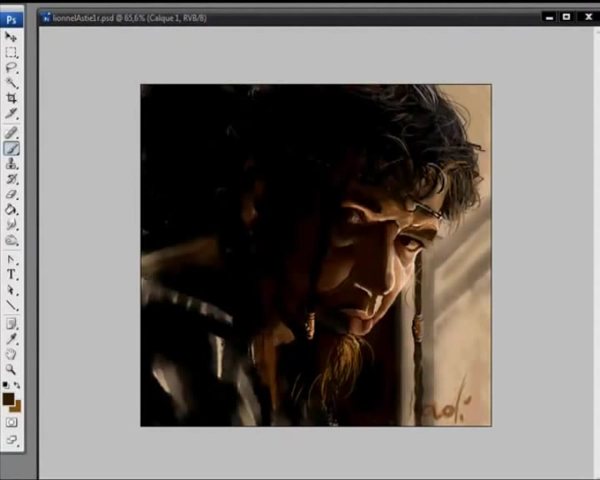 Ps
lionnelAstie1r.psd @ 65,6% (Calque 1, RVB/8)